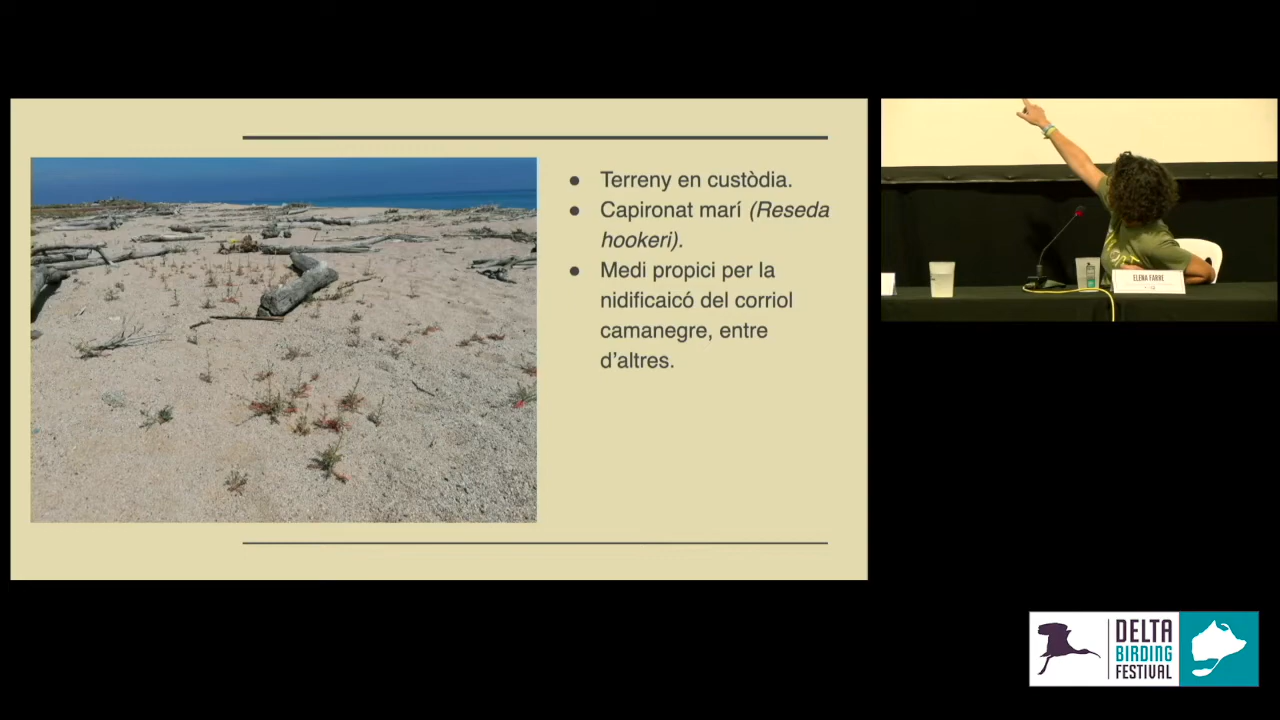 Terreny en custòdia.
Capironat marí (Reseda
hookeri).
Medi propici per la
nidificaicó del corriol
camanegre, entre
d'altres.
ELENA FARRÉ
DELTA
BIRDING
FESTIVAL